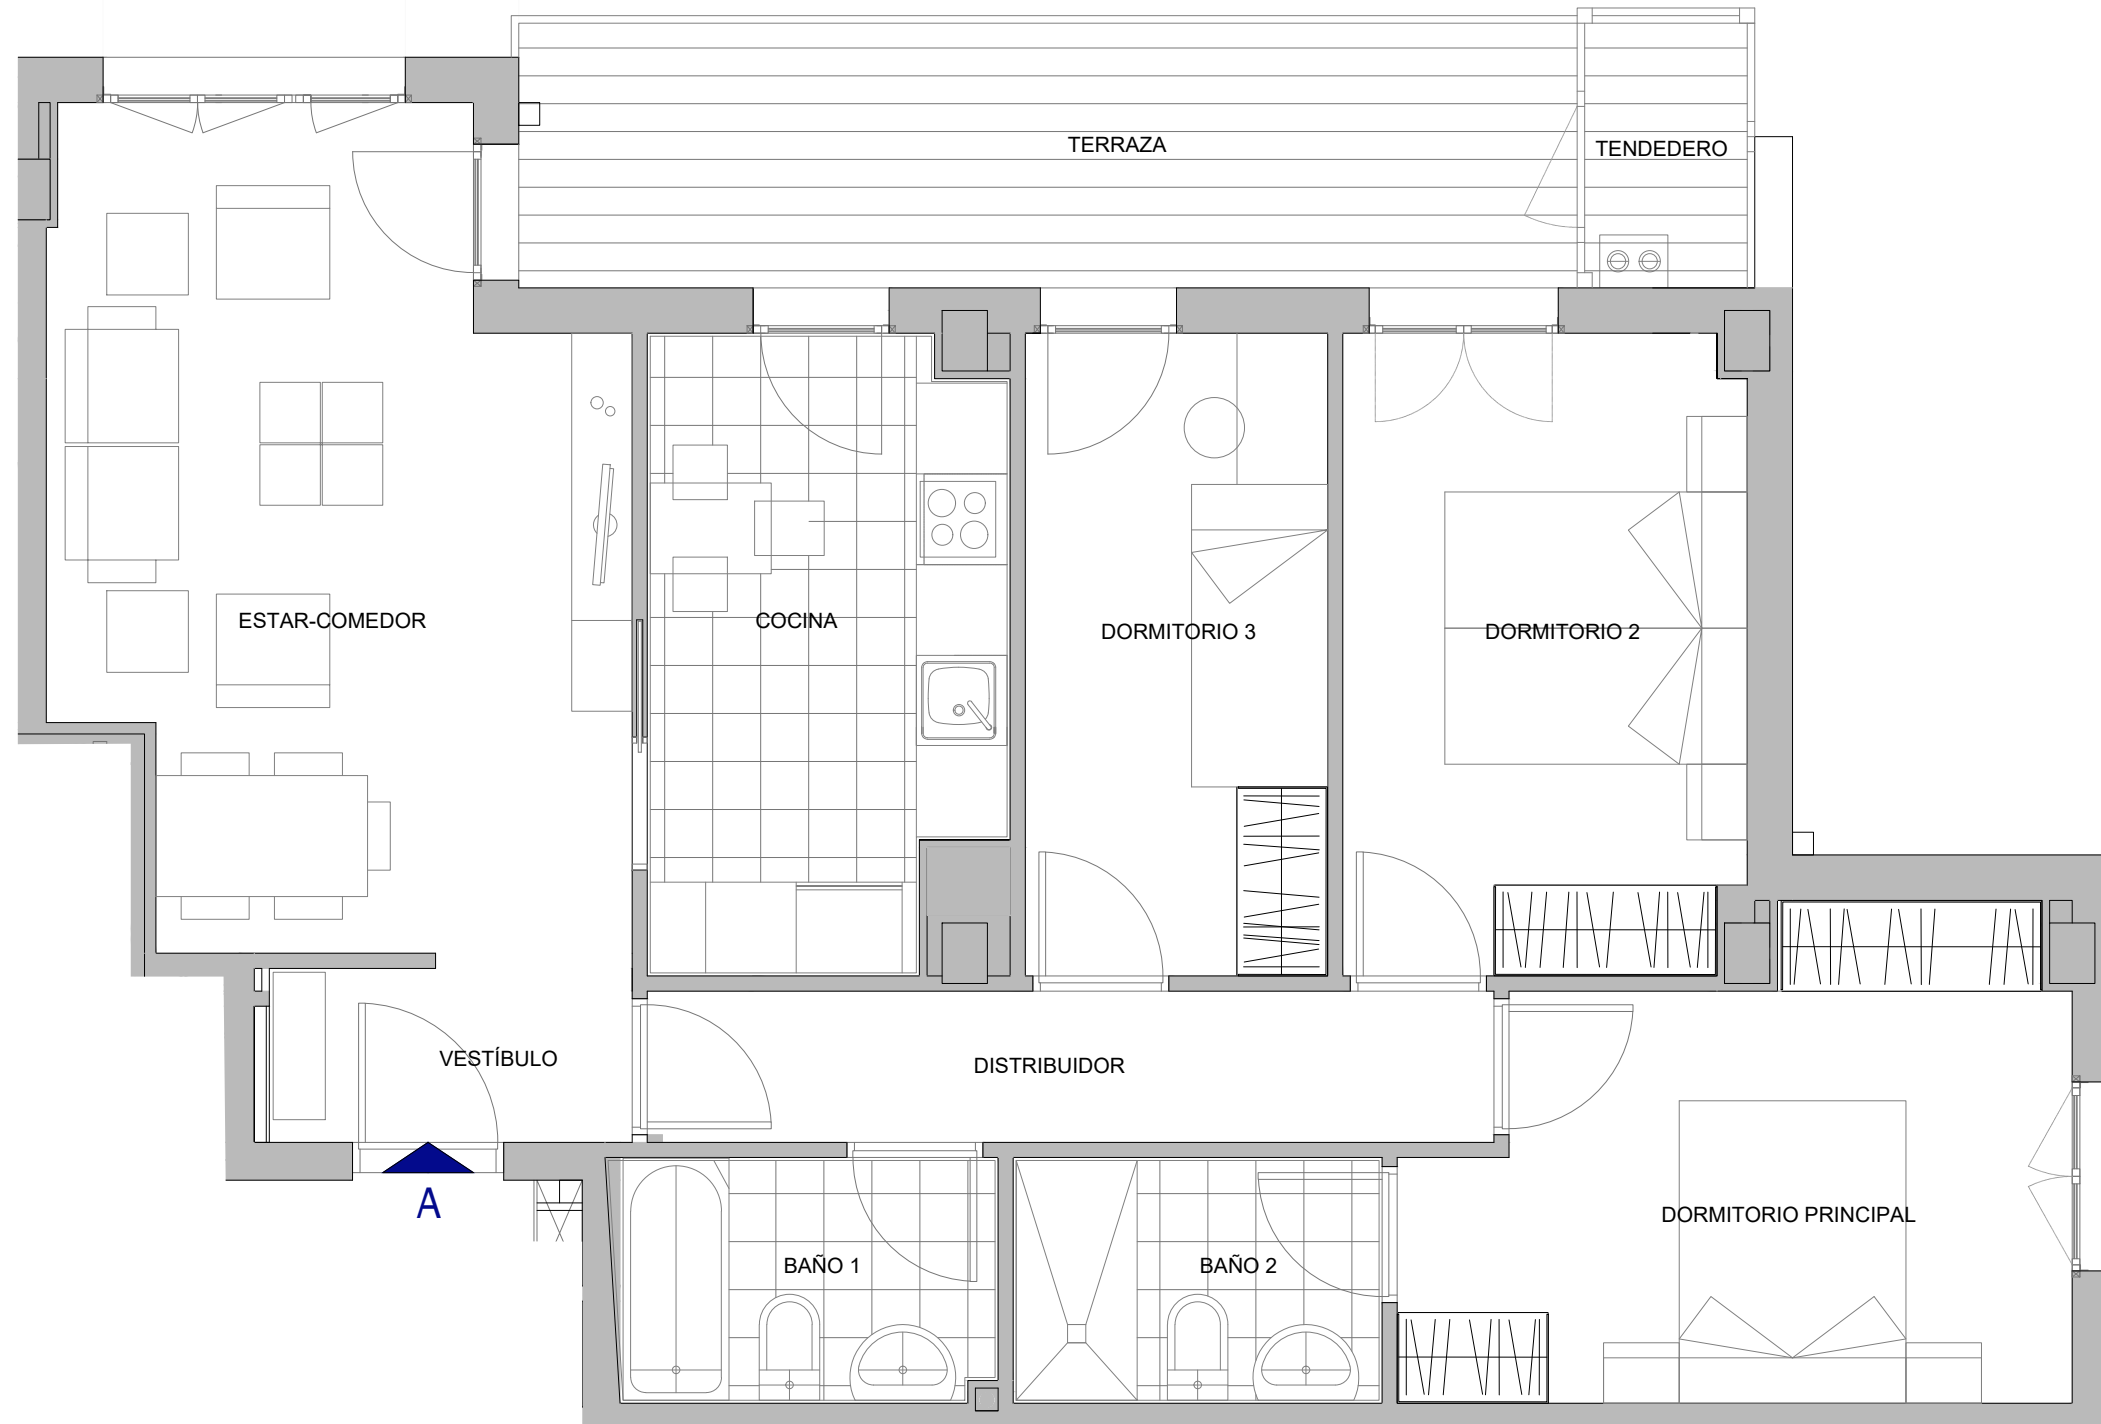 TERRAZA
TENDEDERO
ESTAR-COMEDOR
COCINA
DORMITORIO 3
DORMITORIO 2
VESTÍBULO
DISTRIBUIDOR
A
DORMITORIO PRINCIPAL
BAÑO 1
BAÑO 2